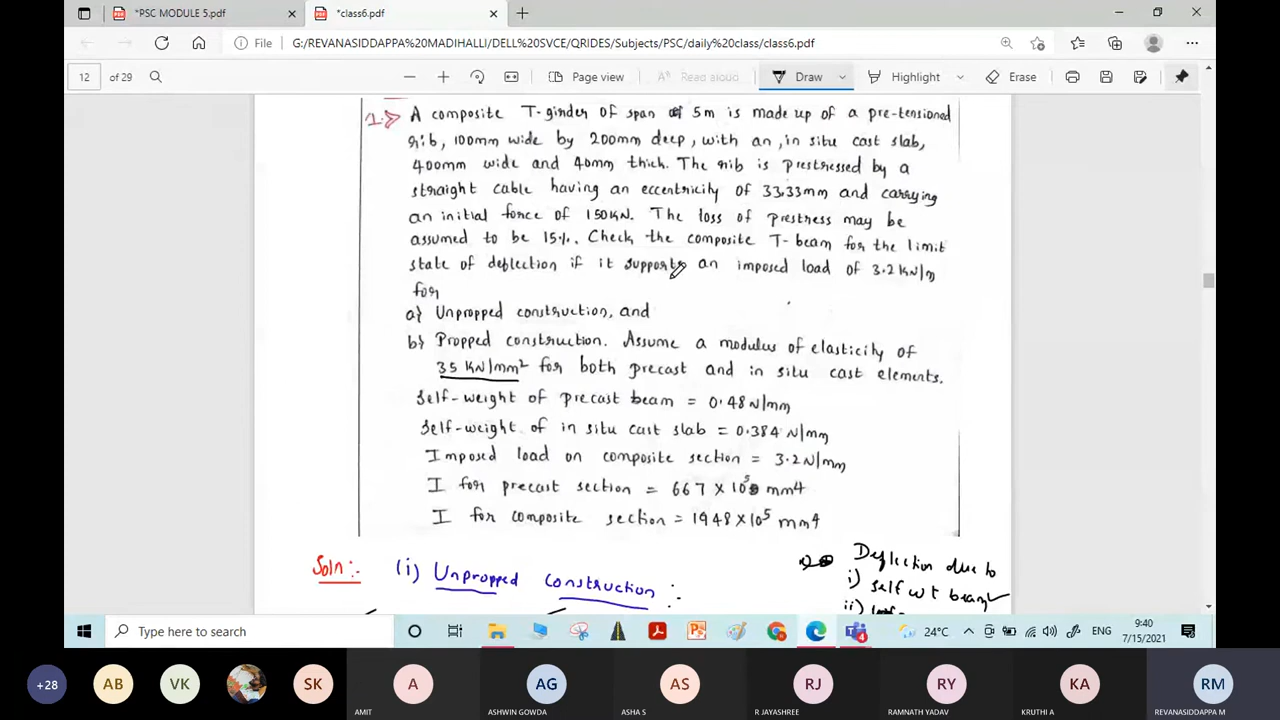 *PSC MODULE 5.pdf
*class6.pdf
File
G:/REVANASIDDAPPA%20MADIHALLI/DELL%20SVCE/QRIDES/Subjects/PSC/daily%20class/class6.pdf
12 of 29
Page view
Read aloud
Draw
Highlight
Erase
1.> A composite T-girder of span of 5m is made up of a pre-tensioned
rib, 100mm wide by 200mm deep, with an, in situ cast slab,
400mm wide and 40mm thick. The rib is prestressed by a
straight cable having an eccentricity of 33.33mm and carrying
an initial force of 150KN. The loss of prestress may be
assumed to be 15%. Check the composite T-beam for the limit
state of deflection if it supports an imposed load of 3.2KN/m
for
a) Unpropped construction, and
b) Propped construction. Assume a modulus of elasticity of
35 KN/mm² for both precast and in situ cast elements.
Self-weight of precast beam = 0.48 N/mm
Self-weight of in situ cast slab = 0.384 N/mm
Imposed load on composite section = 3.2N/mm
I for precast section = 667 × 10⁵ mm4
I for composite section = 1948 × 10⁵ mm4
Soln:- (i) Unpropped Construction :-
Deflection due to
i) self wt beam
ii)
Type here to search
24°C
ENG
9:40
7/15/2021
+28
AB
VK
SK
A
AG
AS
RJ
RY
KA
RM
AMIT
ASHWIN GOWDA
ASHA S
R JAYASHREE
RAMNATH YADAV
KRUTHI A
REVANASIDDAPPA M